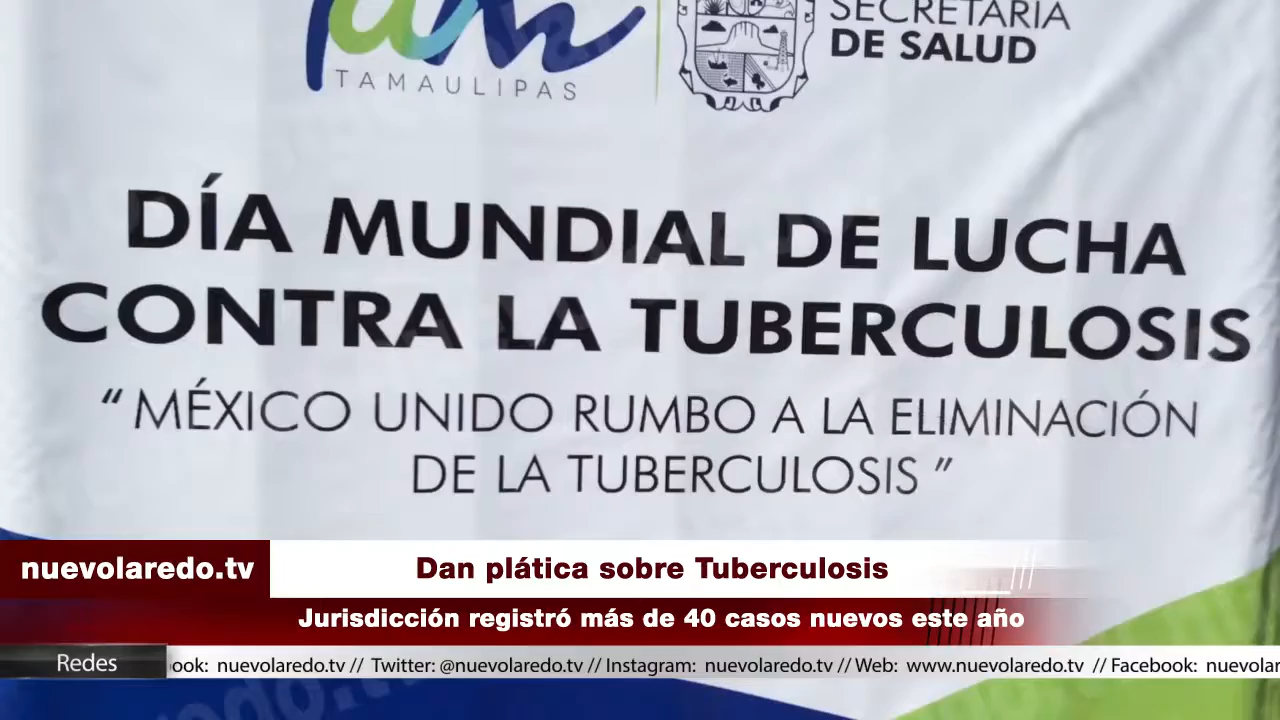 tam
TAMAULIPAS
SECRETARÍA
DE SALUD
DÍA MUNDIAL DE LUCHA
CONTRA LA TUBERCULOSIS
“ MÉXICO UNIDO RUMBO A LA ELIMINACIÓN
DE LA TUBERCULOSIS ”
nuevolaredo.tv
Dan plática sobre Tuberculosis
Jurisdicción registró más de 40 casos nuevos este año
Redes
ook: nuevolaredo.tv // Twitter: @nuevolaredo.tv // Instagram: nuevolaredo.tv // Web: www.nuevolaredo.tv // Facebook: nuevolar